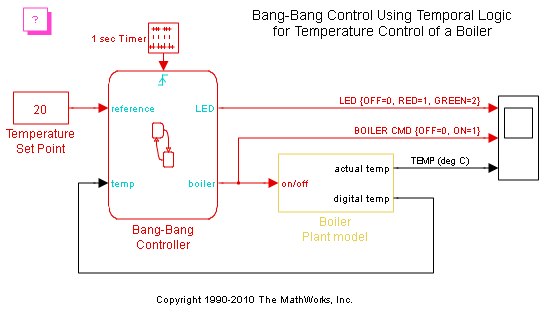 ?
Bang-Bang Control Using Temporal Logic
for Temperature Control of a Boiler
1 sec Timer
20
Temperature
Set Point
reference
LED
temp
boiler
Bang-Bang
Controller
LED {OFF=0, RED=1, GREEN=2}
BOILER CMD {OFF=0, ON=1}
TEMP (deg C)
on/off
actual temp
digital temp
Boiler
Plant model
Copyright 1990-2010 The MathWorks, Inc.